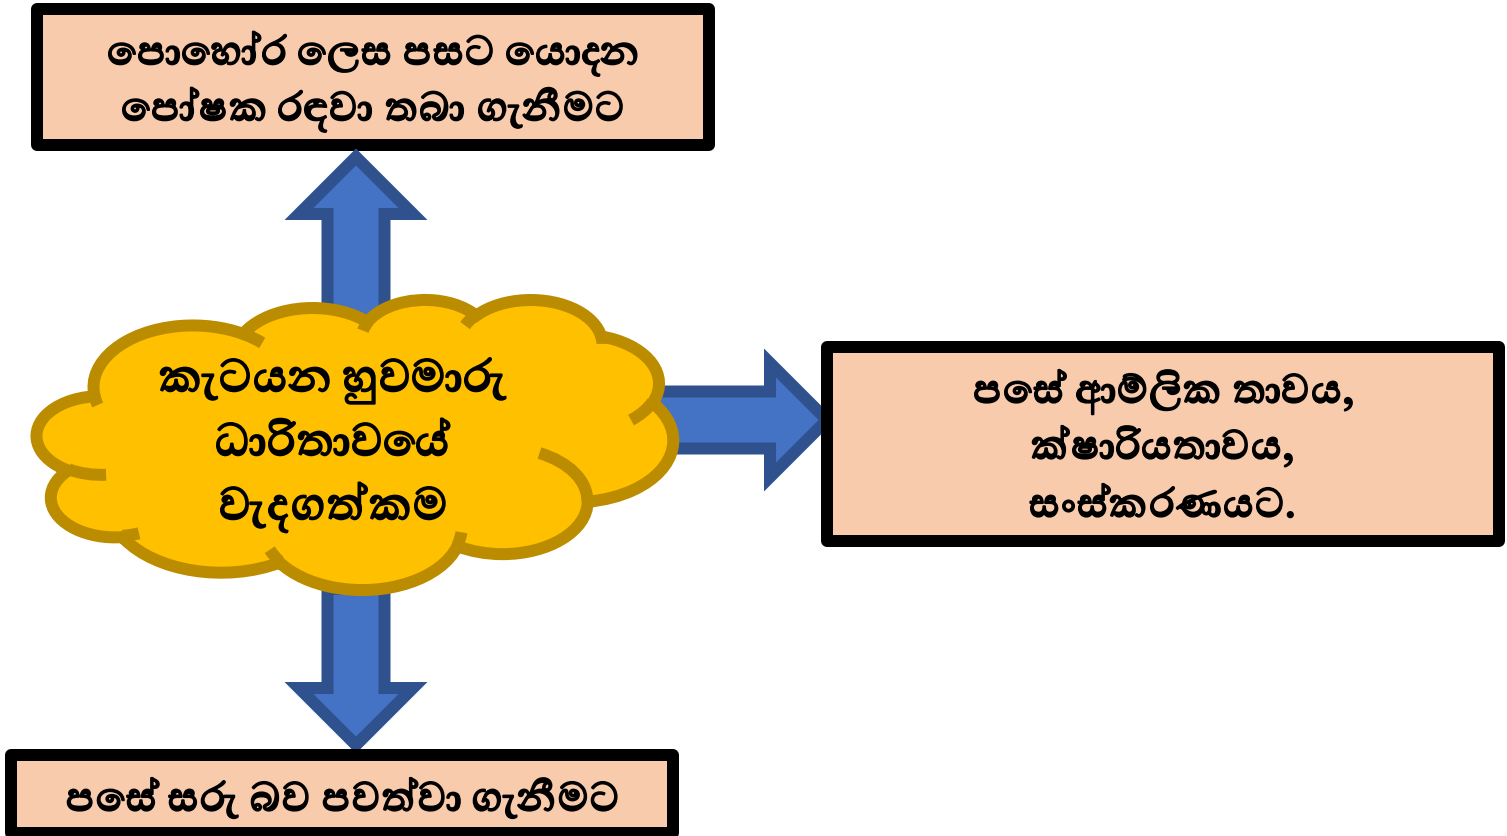 පොහෝර ලෙස පසට යොදන
පෝෂක රඳවා තබා ගැනීමට
කැටයන හුවමාරු
ධාරිතාවයේ
වැදගත්කම
පසේ ආම්ලික තාවය,
ක්ෂාරියතාවය,
සංස්කරණයට.
පසේ සරු බව පවත්වා ගැනීමට